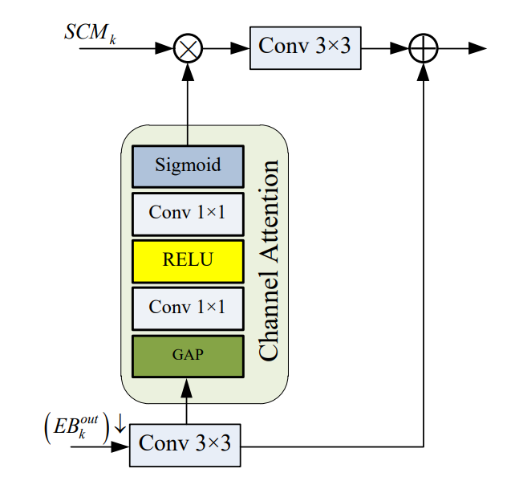 SCM_k
Conv 3×3
Sigmoid
Conv 1×1
RELU
Conv 1×1
GAP
Channel Attention
(EB_k^{out})↓
Conv 3×3